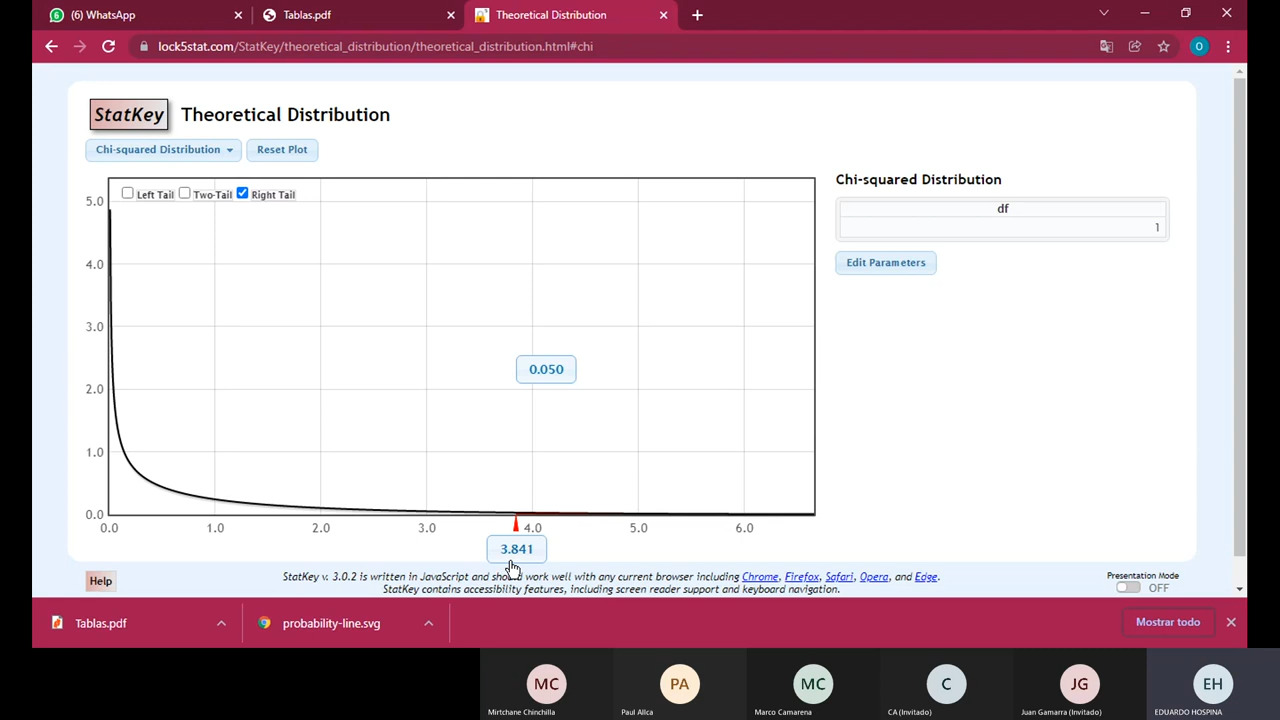 (6) WhatsApp
Tablas.pdf
Theoretical Distribution
lock5stat.com/StatKey/theoretical_distribution/theoretical_distribution.html#chi
O
StatKey Theoretical Distribution
Chi-squared Distribution
Reset Plot
Left Tail Two-Tail Right Tail
Chi-squared Distribution
df
1
Edit Parameters
5.0
4.0
3.0
2.0
1.0
0.0
0.050
0.0 1.0 2.0 3.0 4.0 5.0 6.0
3.841
Help
StatKey v. 3.0.2 is written in JavaScript and should work well with any current browser including Chrome, Firefox, Safari, Opera, and Edge.
StatKey contains accessibility features, including screen reader support and keyboard navigation.
Presentation Mode
OFF
Tablas.pdf
probability-line.svg
Mostrar todo
MC
PA
MC
C
JG
EH
Mirtchane Chinchilla
Paul Allca
Marco Camarena
CA (Invitado)
Juan Gamarra (Invitado)
EDUARDO HOSPINA